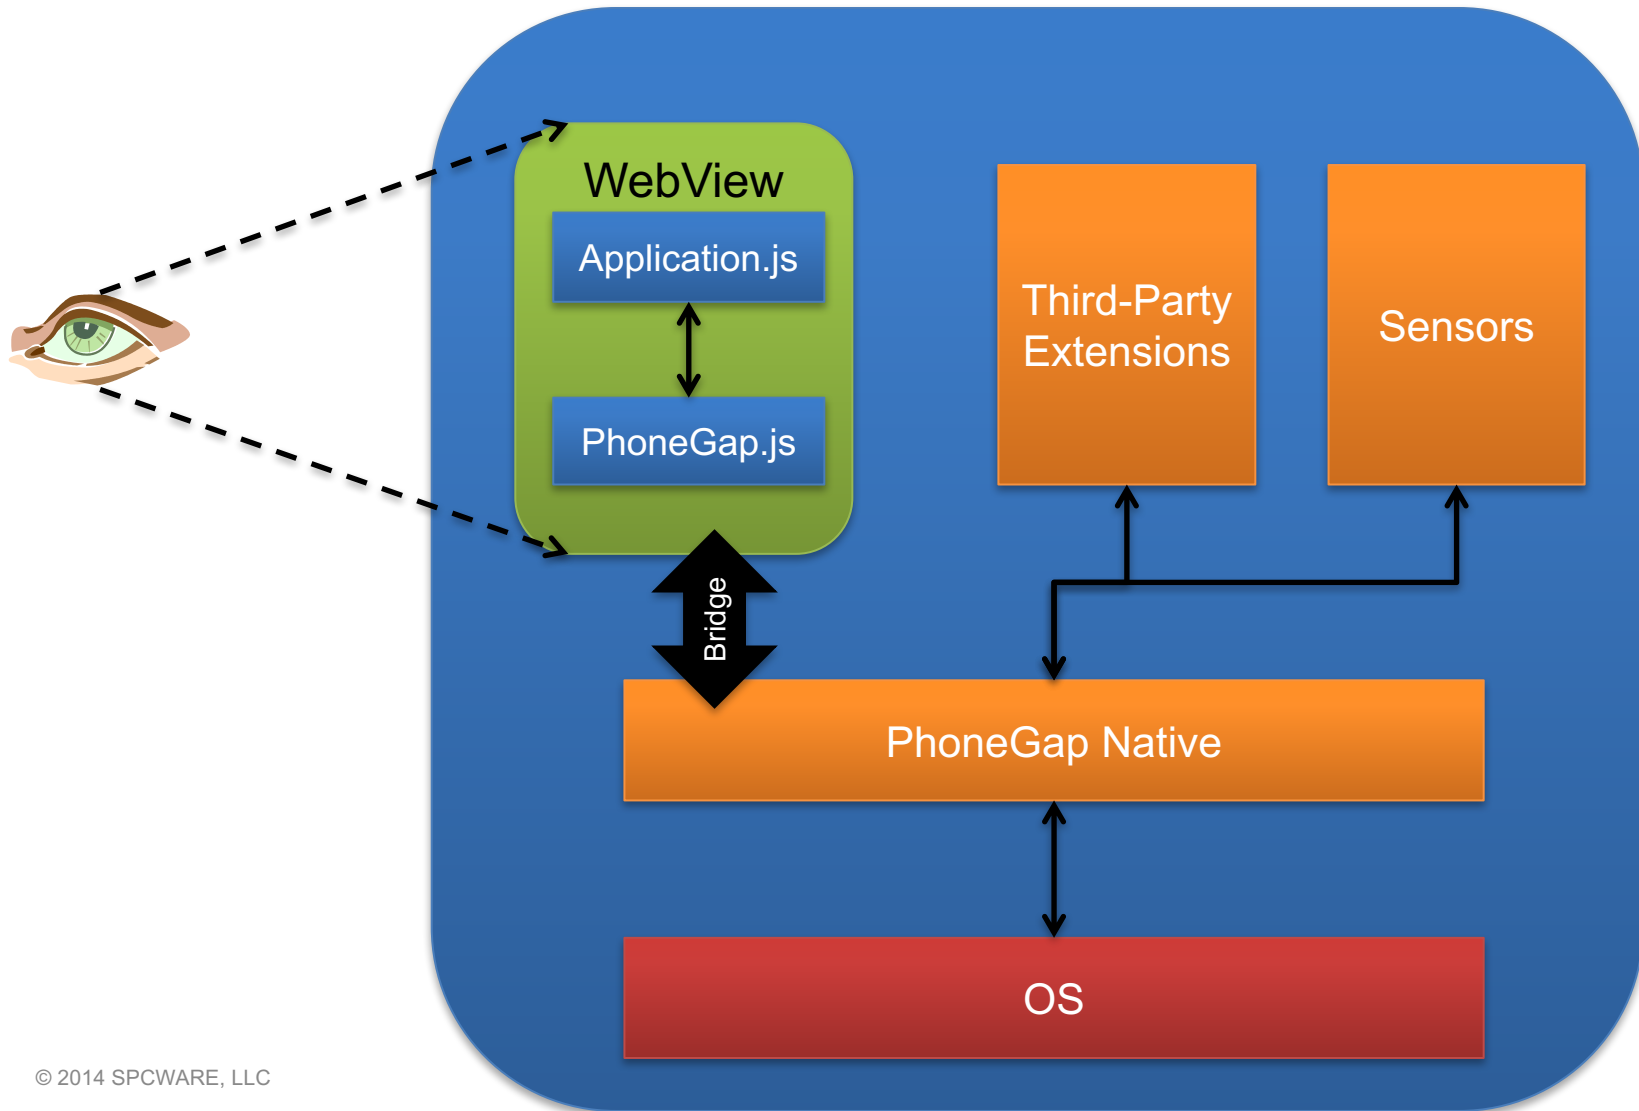 WebView
Application.js
PhoneGap.js
Third-Party
Extensions
Sensors
Bridge
PhoneGap Native
OS
© 2014 SPCWARE, LLC